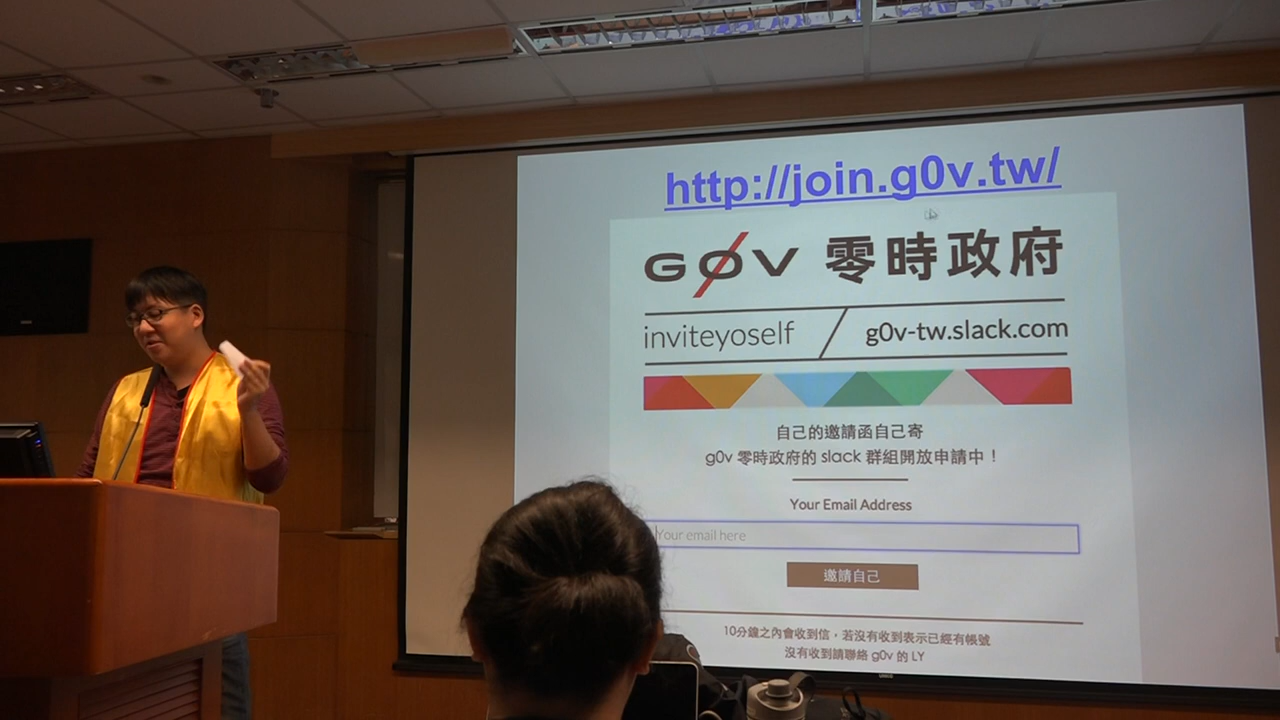 http://join.g0v.tw/
G0V 零時政府
inviteyoself / g0v-tw.slack.com
自己的邀請函自己寄
g0v 零時政府的 slack 群組開放申請中！
Your Email Address
Your email here
邀請自己
10分鐘之內會收到信，若沒有收到表示已經有帳號
沒有收到請聯絡 g0v 的 LY